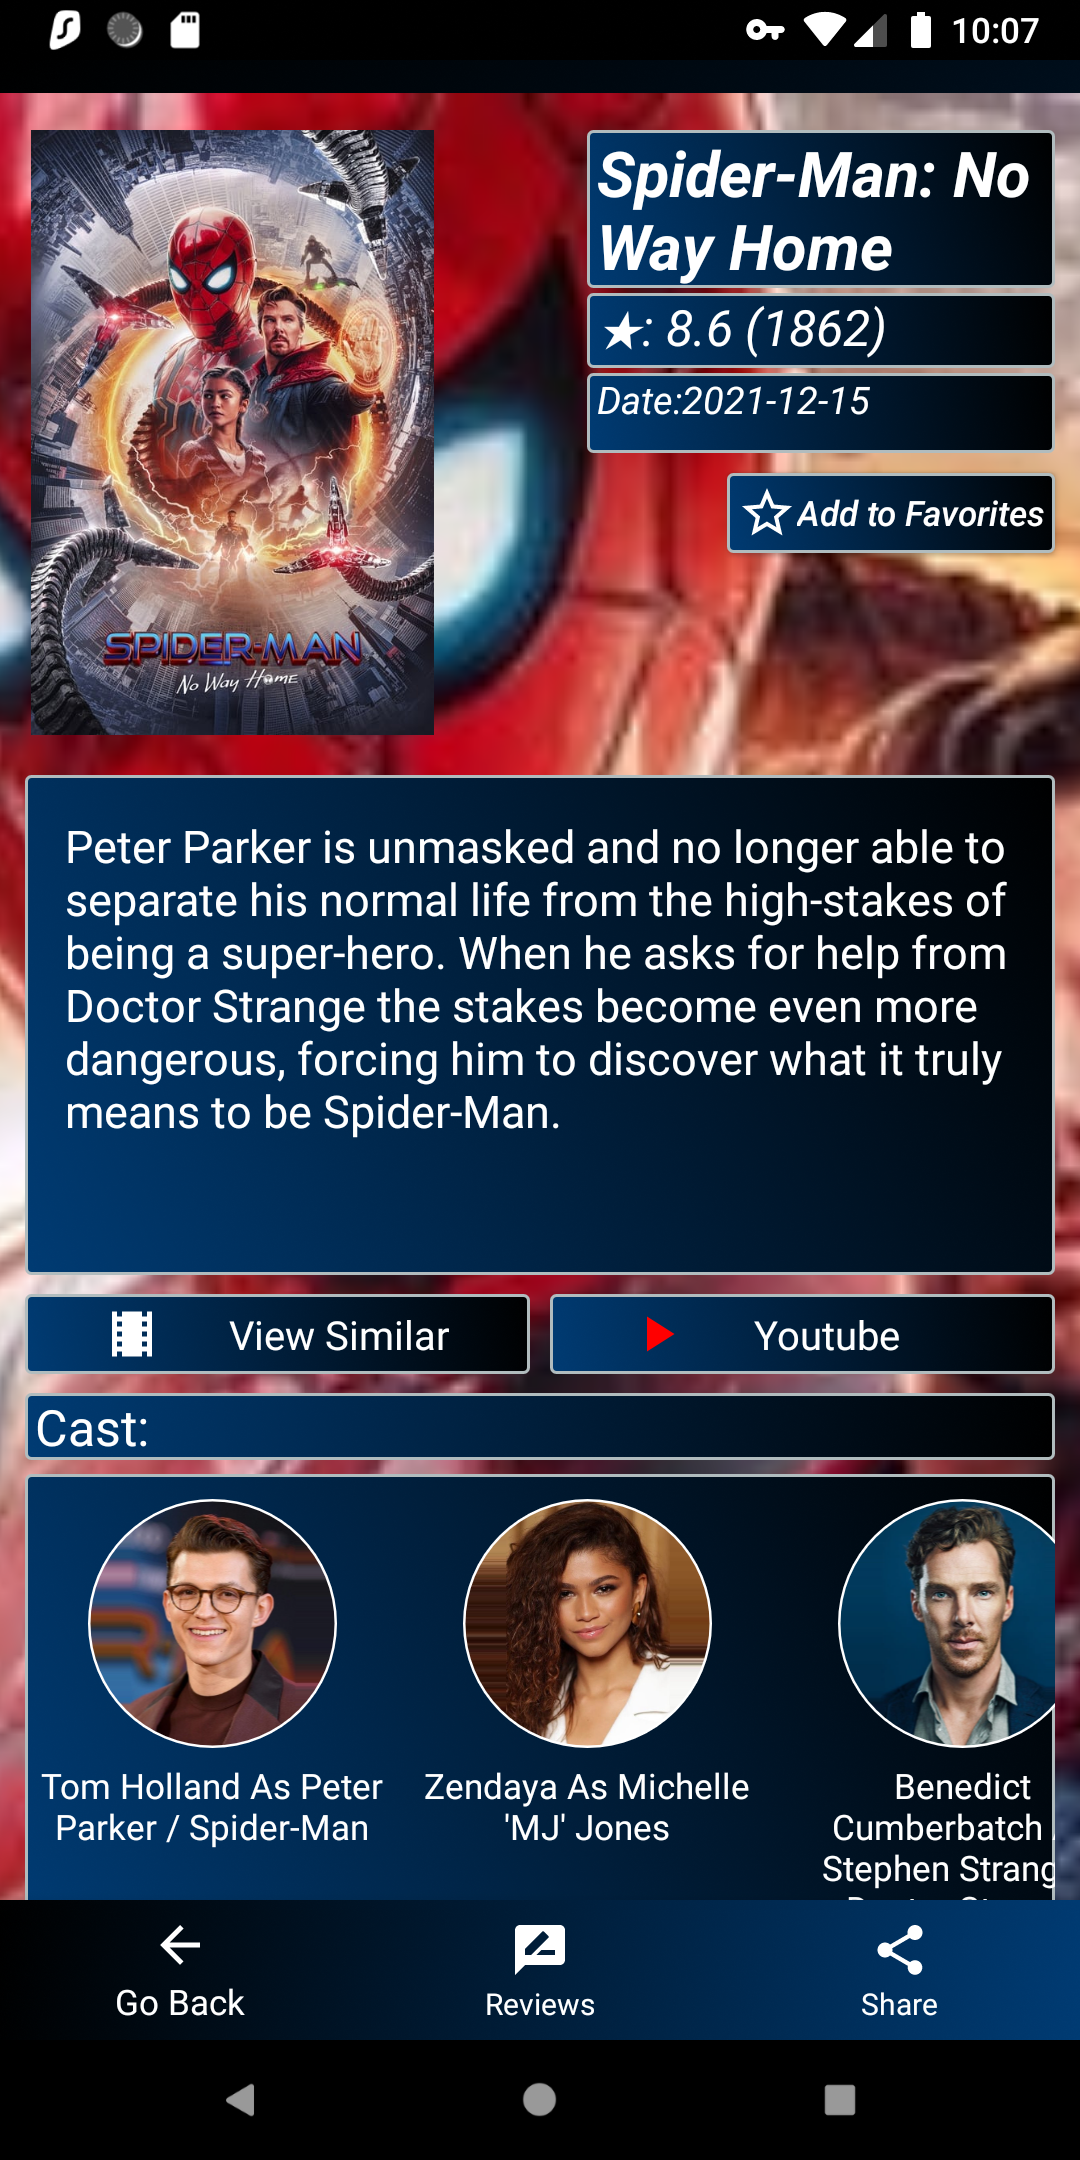 10:07
Spider-Man: No
Way Home
★: 8.6 (1862)
Date:2021-12-15
Add to Favorites
SPIDER-MAN
No Way Home
Peter Parker is unmasked and no longer able to
separate his normal life from the high-stakes of
being a super-hero. When he asks for help from
Doctor Strange the stakes become even more
dangerous, forcing him to discover what it truly
means to be Spider-Man.
View Similar
Youtube
Cast:
Tom Holland As Peter
Parker / Spider-Man
Zendaya As Michelle
'MJ' Jones
Benedict
Cumberbatch
Stephen Strang
Go Back
Reviews
Share